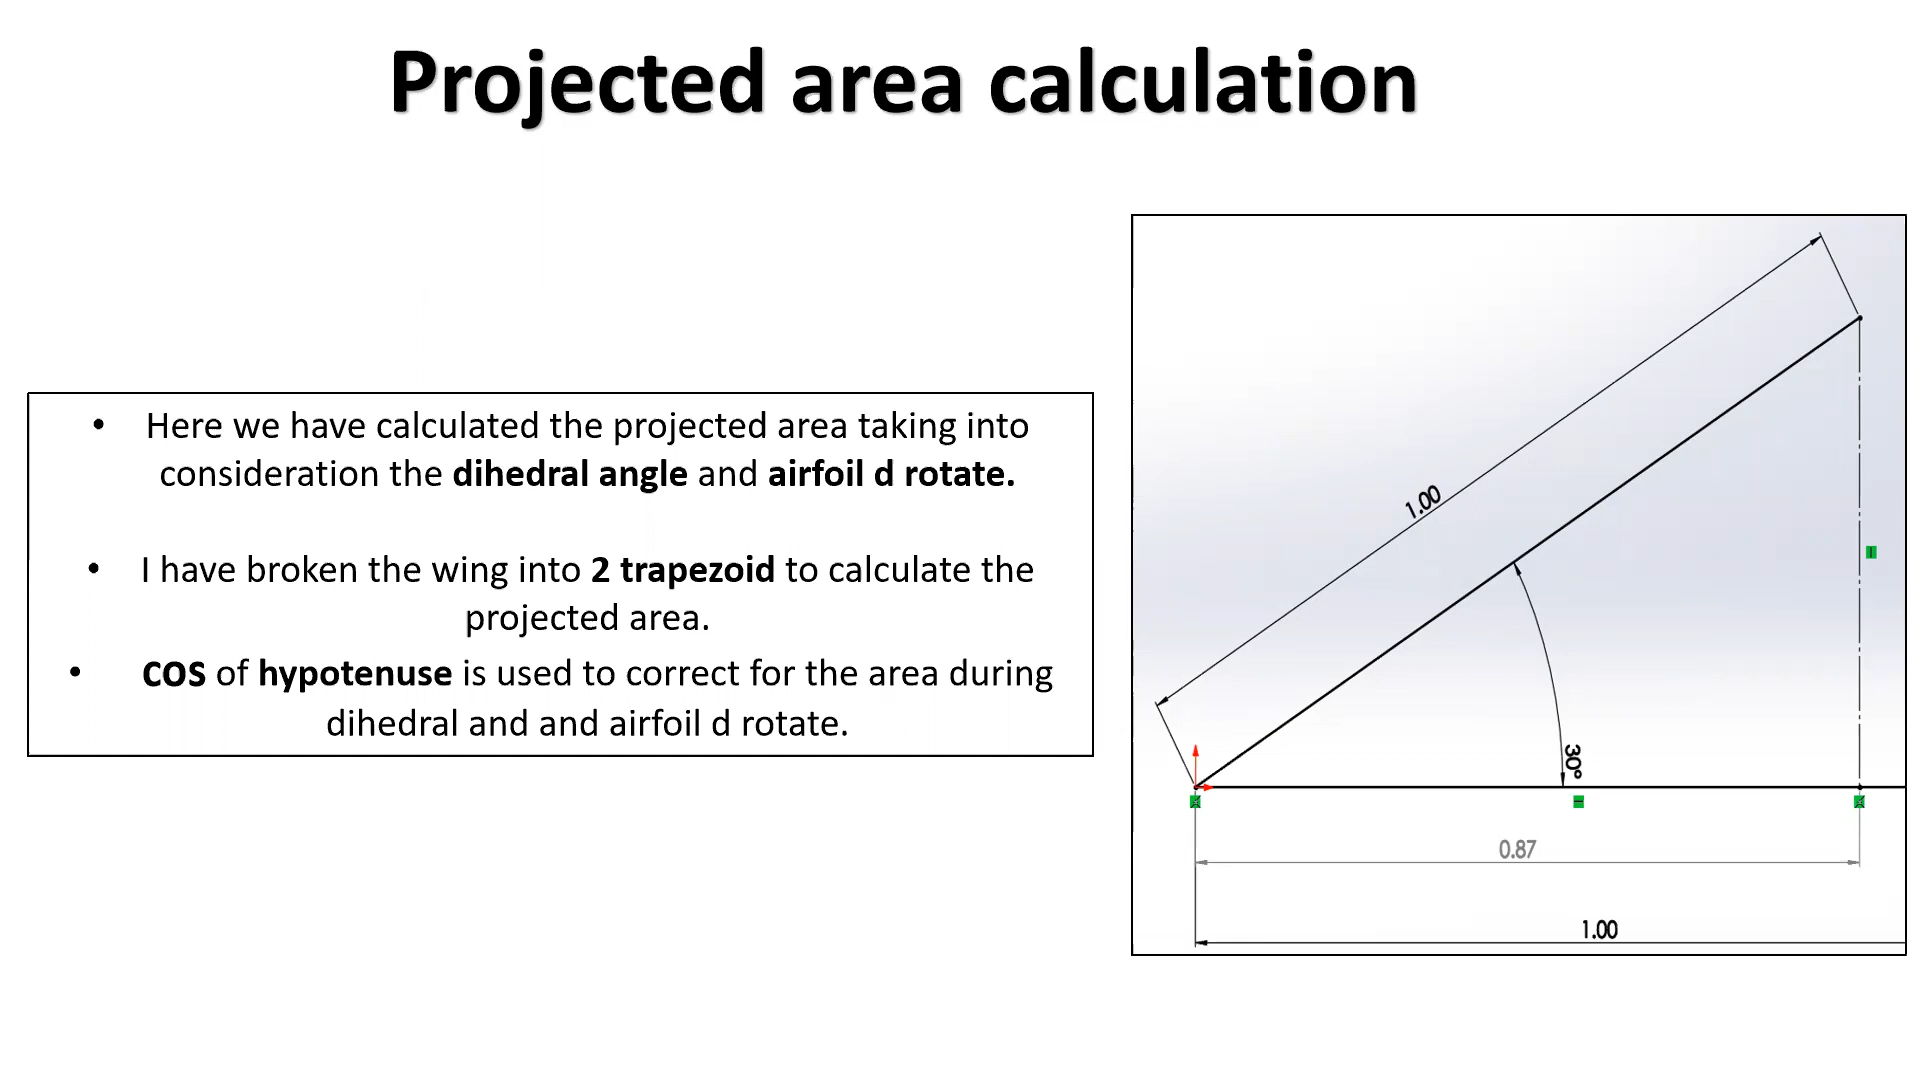 Projected area calculation
• Here we have calculated the projected area taking into
consideration the dihedral angle and airfoil d rotate.
• I have broken the wing into 2 trapezoid to calculate the
projected area.
• COS of hypotenuse is used to correct for the area during
dihedral and and airfoil d rotate.
1.00
30°
0.87
1.00